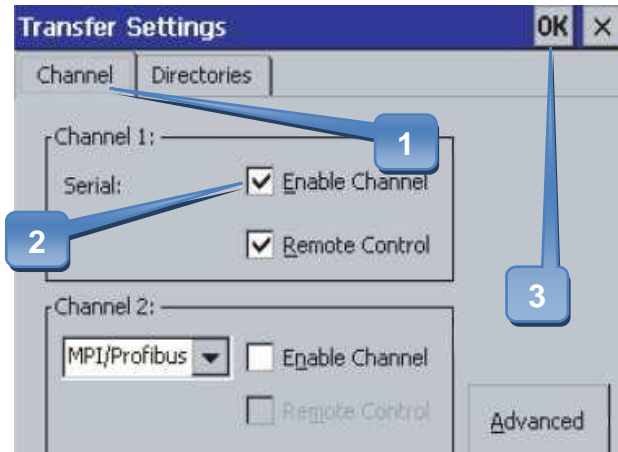 Transfer Settings OK ×
Channel Directories
Channel 1:
1
Serial: Enable Channel
2
Remote Control
3
Channel 2:
MPI/Profibus Enable Channel
Remote Control
Advanced